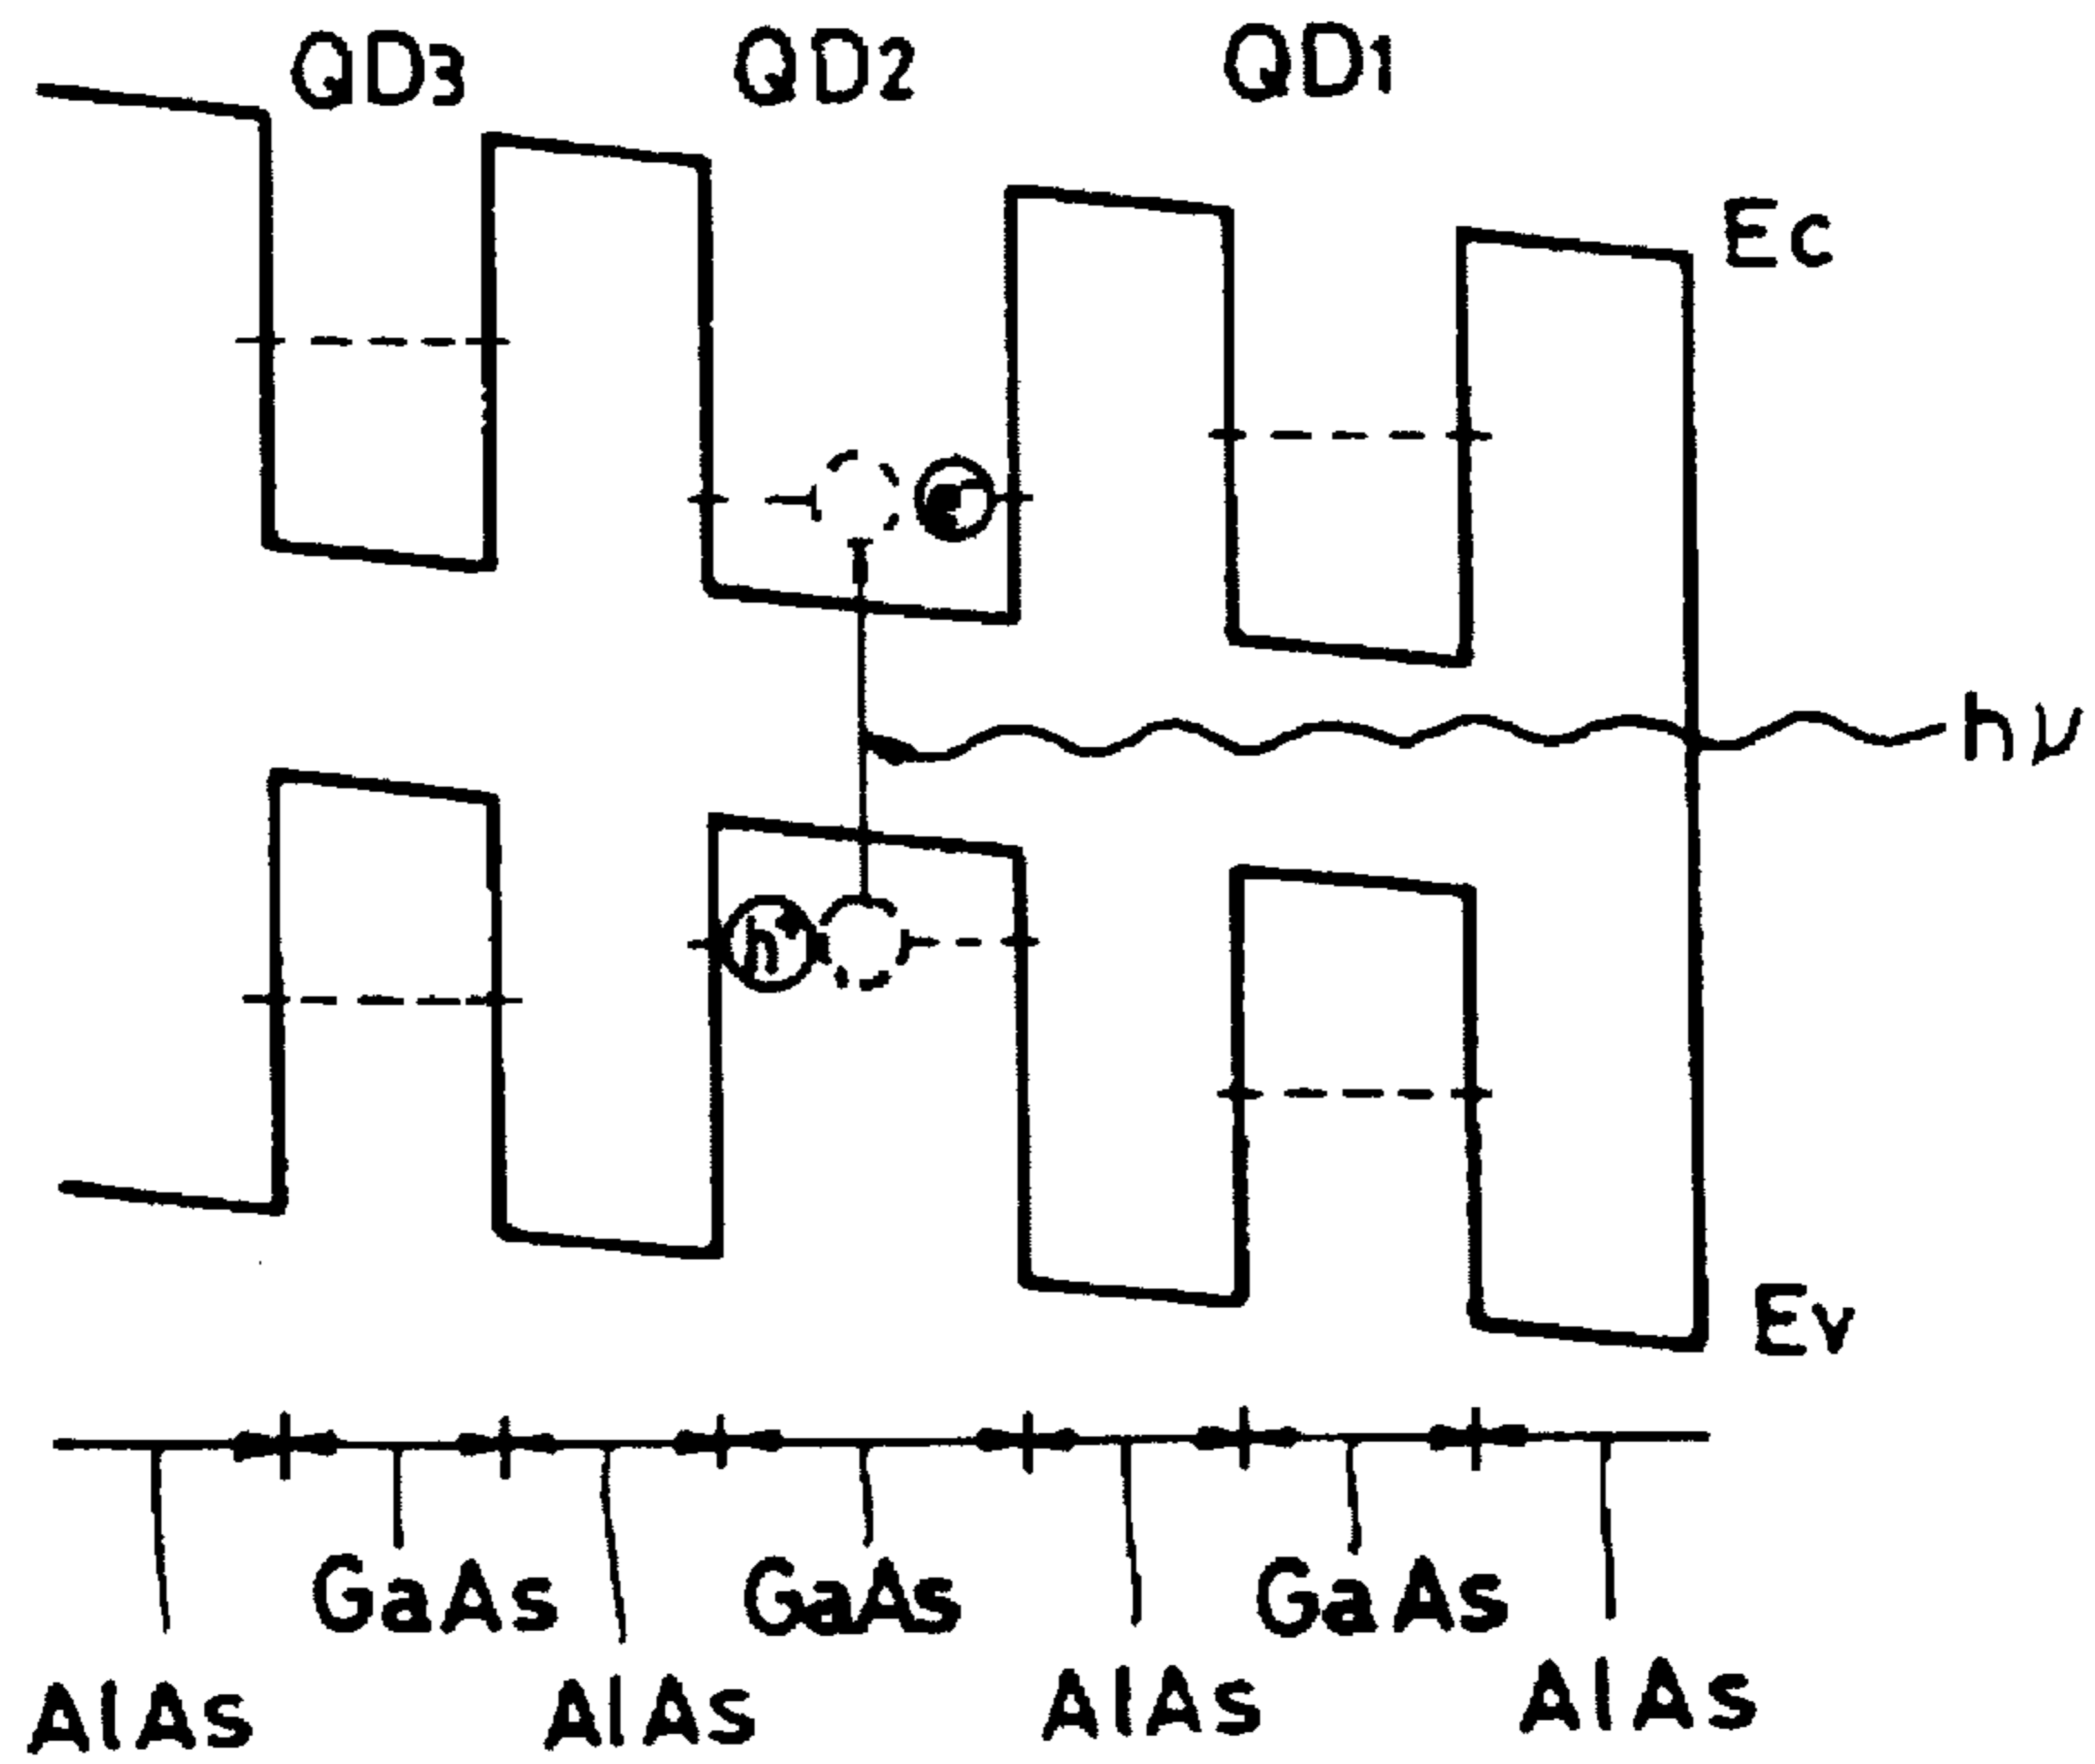 QD3 QD2 QD1
Ec
hν
h
Ev
GaAs GaAs GaAs
AlAs AlAs AlAs AlAs